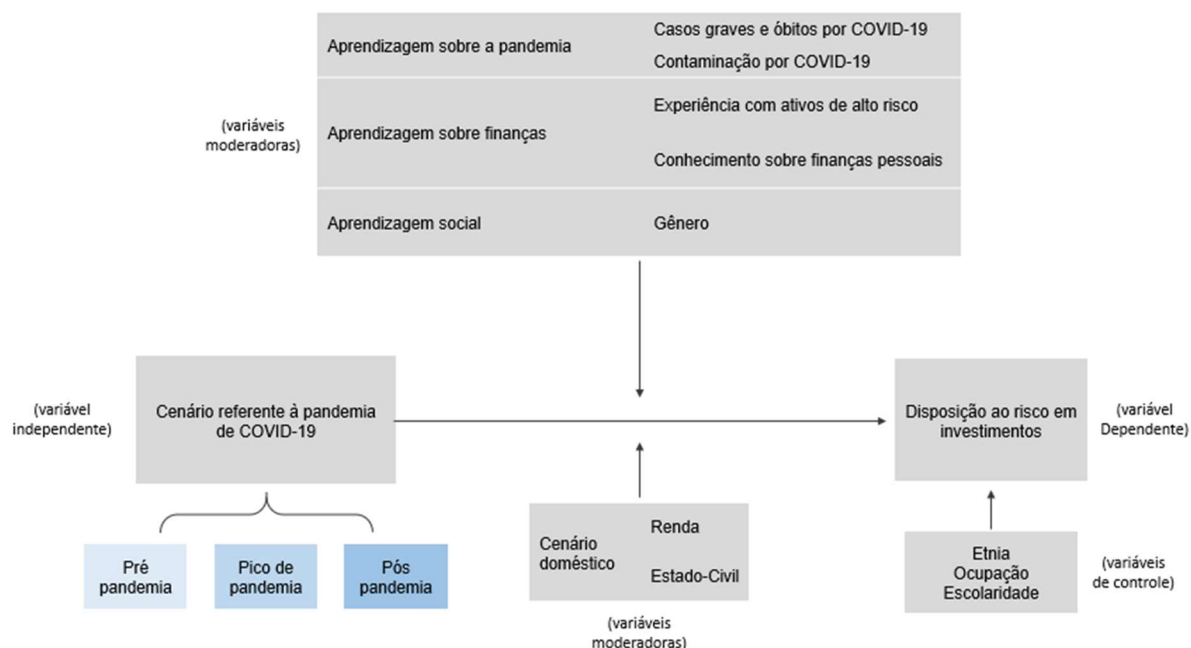 Aprendizagem sobre a pandemia
Casos graves e óbitos por COVID-19
Contaminação por COVID-19
(variáveis
moderadoras)
Aprendizagem sobre finanças
Experiência com ativos de alto risco
Conhecimento sobre finanças pessoais
Aprendizagem social
Gênero
(variável
independente)
Cenário referente à pandemia
de COVID-19
Disposição ao risco em
investimentos
(variável
Dependente)
Pré
pandemia
Pico de
pandemia
Pós
pandemia
Cenário
doméstico
Renda
Estado-Civil
(variáveis
moderadoras)
Etnia
Ocupação
Escolaridade
(variáveis
de controle)